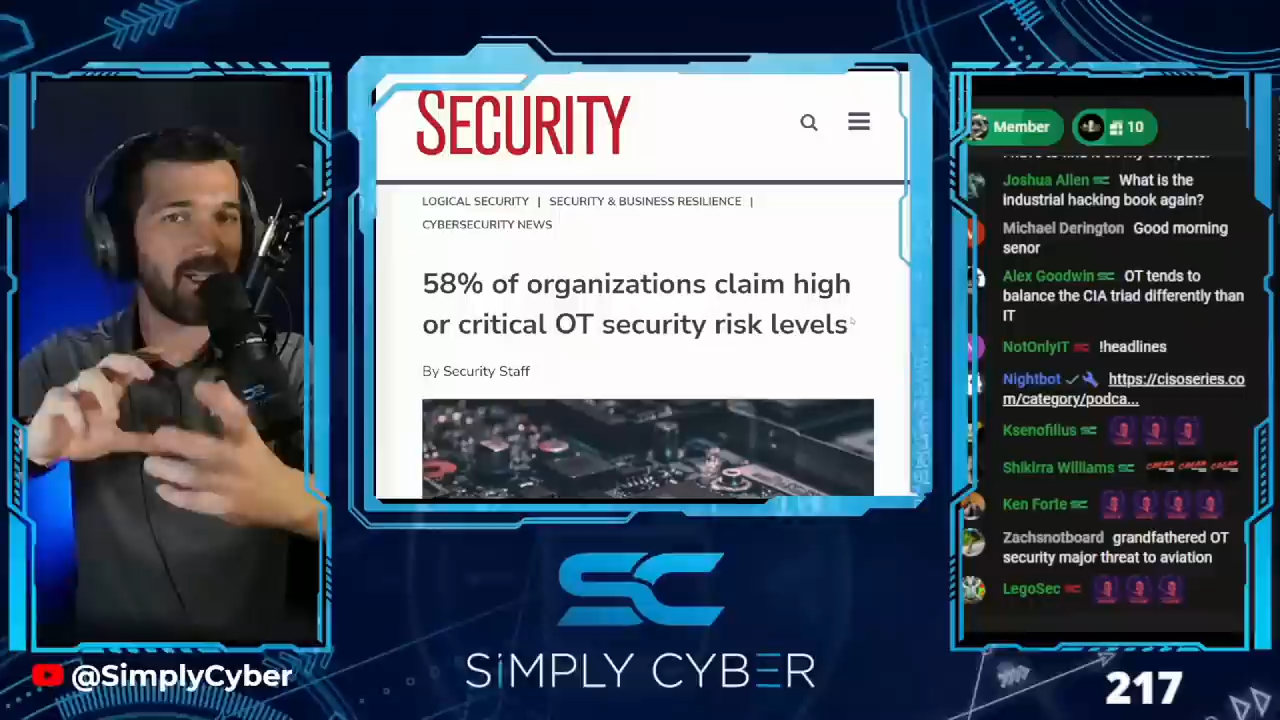 SECURITY
LOGICAL SECURITY | SECURITY & BUSINESS RESILIENCE |
CYBERSECURITY NEWS
58% of organizations claim high
or critical OT security risk levels
By Security Staff
SC
SiMPLY CYBER
@SimplyCyber
Member
10
Joshua Allen What is the
industrial hacking book again?
Michael Derington Good morning
senor
Alex Goodwin OT tends to
balance the CIA triad differently than
IT
NotOnlyIT !headlines
Nightbot https://cisoseries.co
m/category/podca...
Ksenofilius
Shikirra Williams
Ken Forte
Zachsnotboard grandfathered OT
security major threat to aviation
LegoSec
217